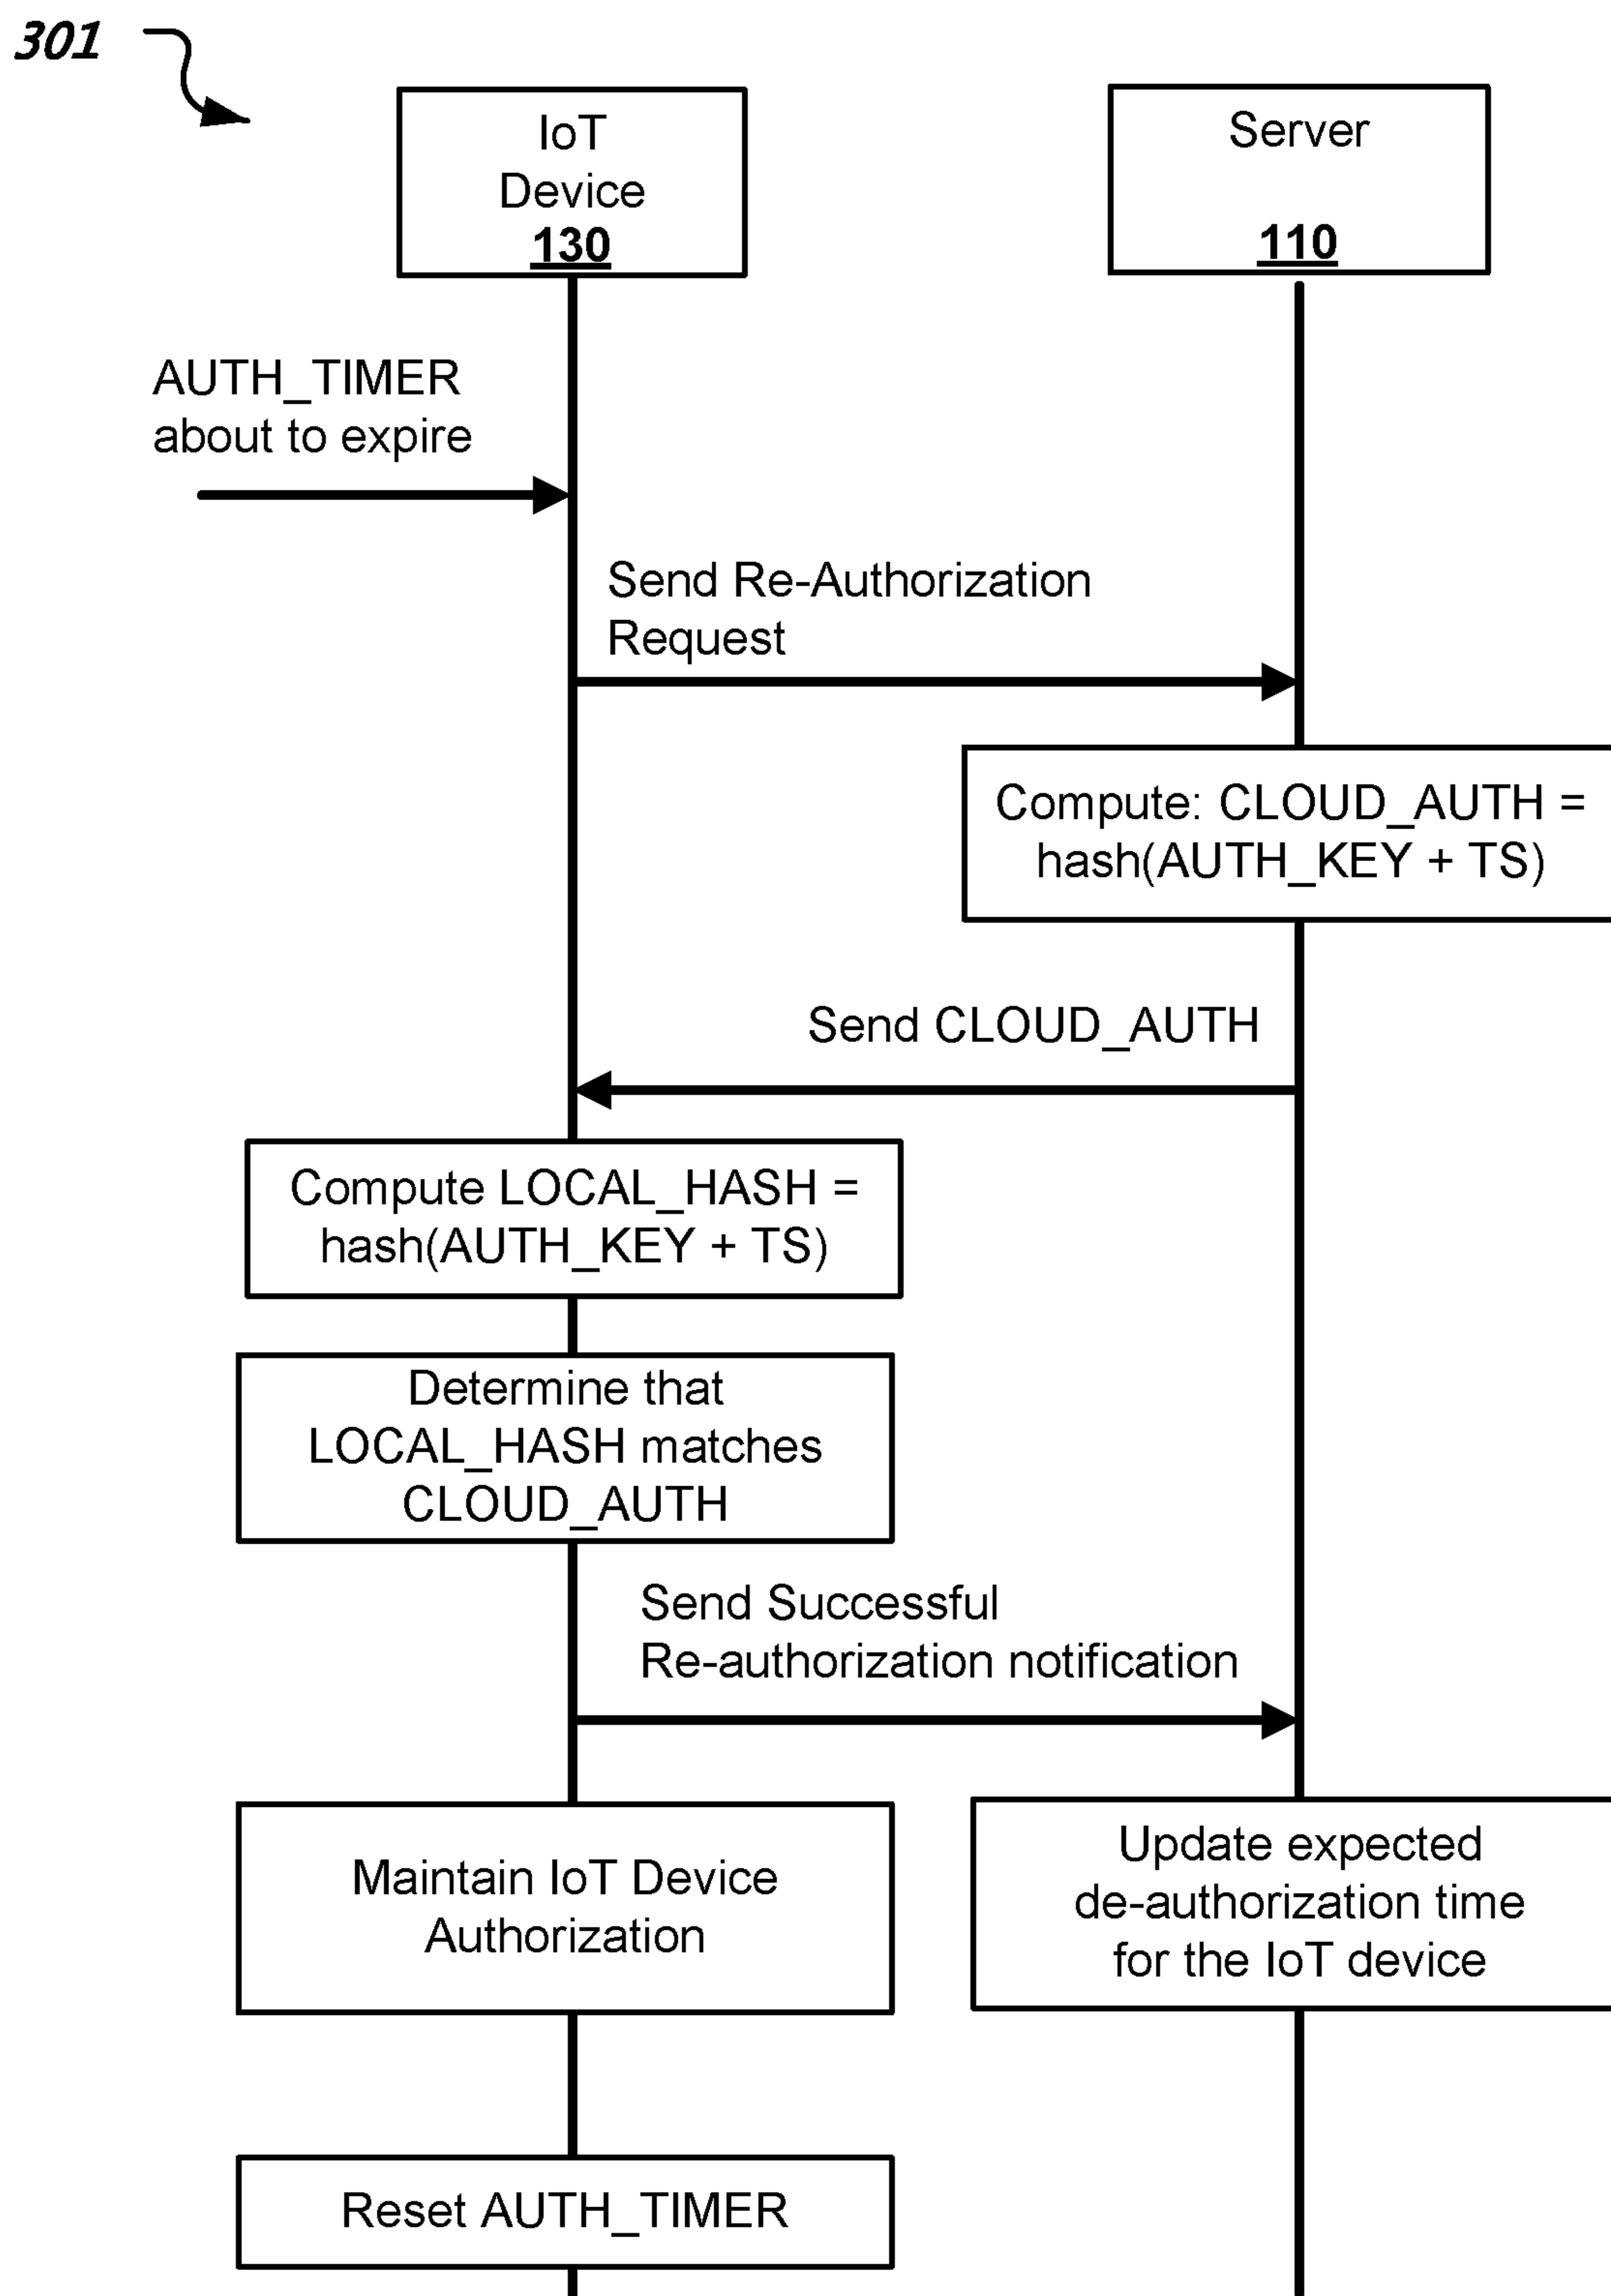 301
IoT
Device
130
Server
110
AUTH_TIMER
about to expire
Send Re-Authorization
Request
Compute: CLOUD_AUTH =
hash(AUTH_KEY + TS)
Send CLOUD_AUTH
Compute LOCAL_HASH =
hash(AUTH_KEY + TS)
Determine that
LOCAL_HASH matches
CLOUD_AUTH
Send Successful
Re-authorization notification
Maintain IoT Device
Authorization
Update expected
de-authorization time
for the IoT device
Reset AUTH_TIMER